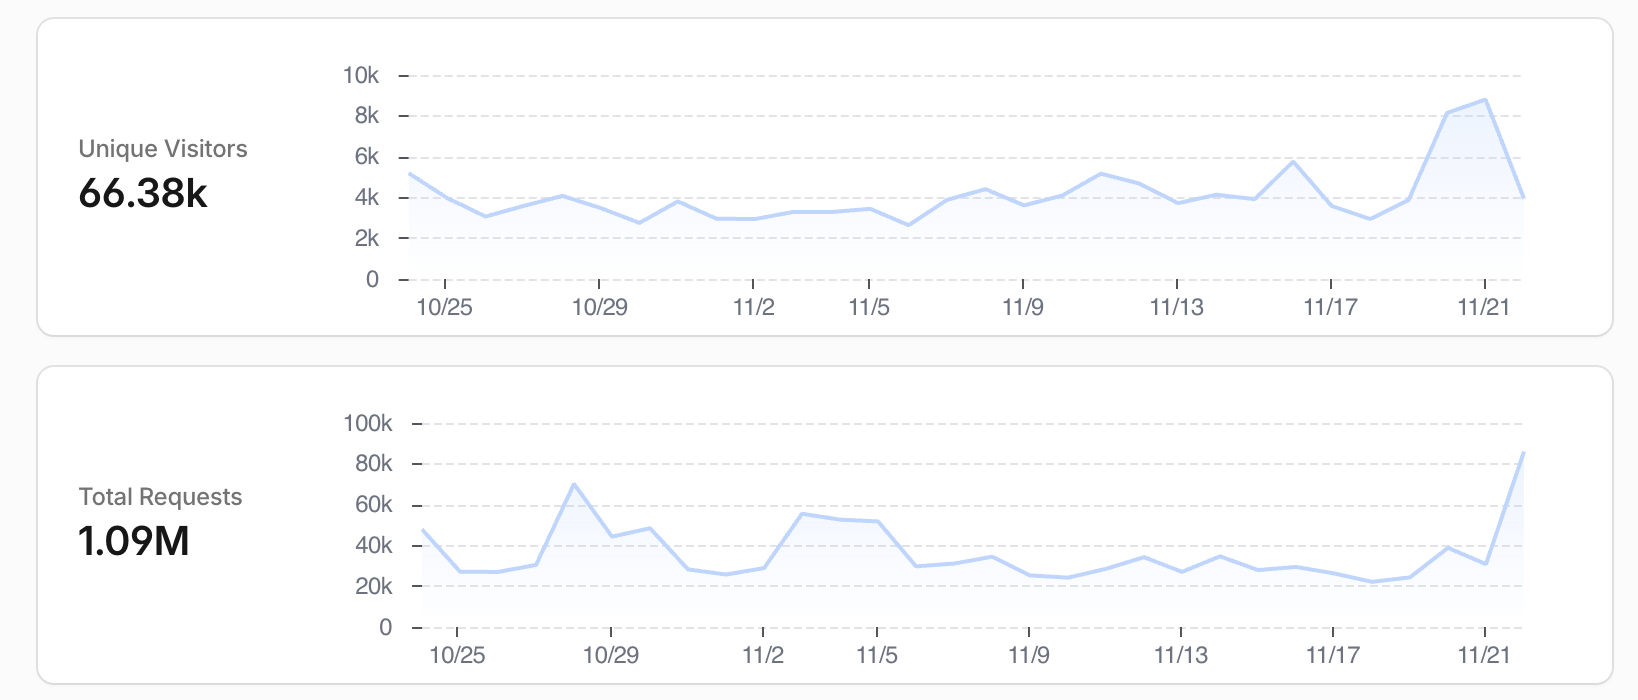 Unique Visitors
66.38k
10k
8k
6k
4k
2k
0
10/25 10/29 11/2 11/5 11/9 11/13 11/17 11/21
Total Requests
1.09M
100k
80k
60k
40k
20k
0
10/25 10/29 11/2 11/5 11/9 11/13 11/17 11/21